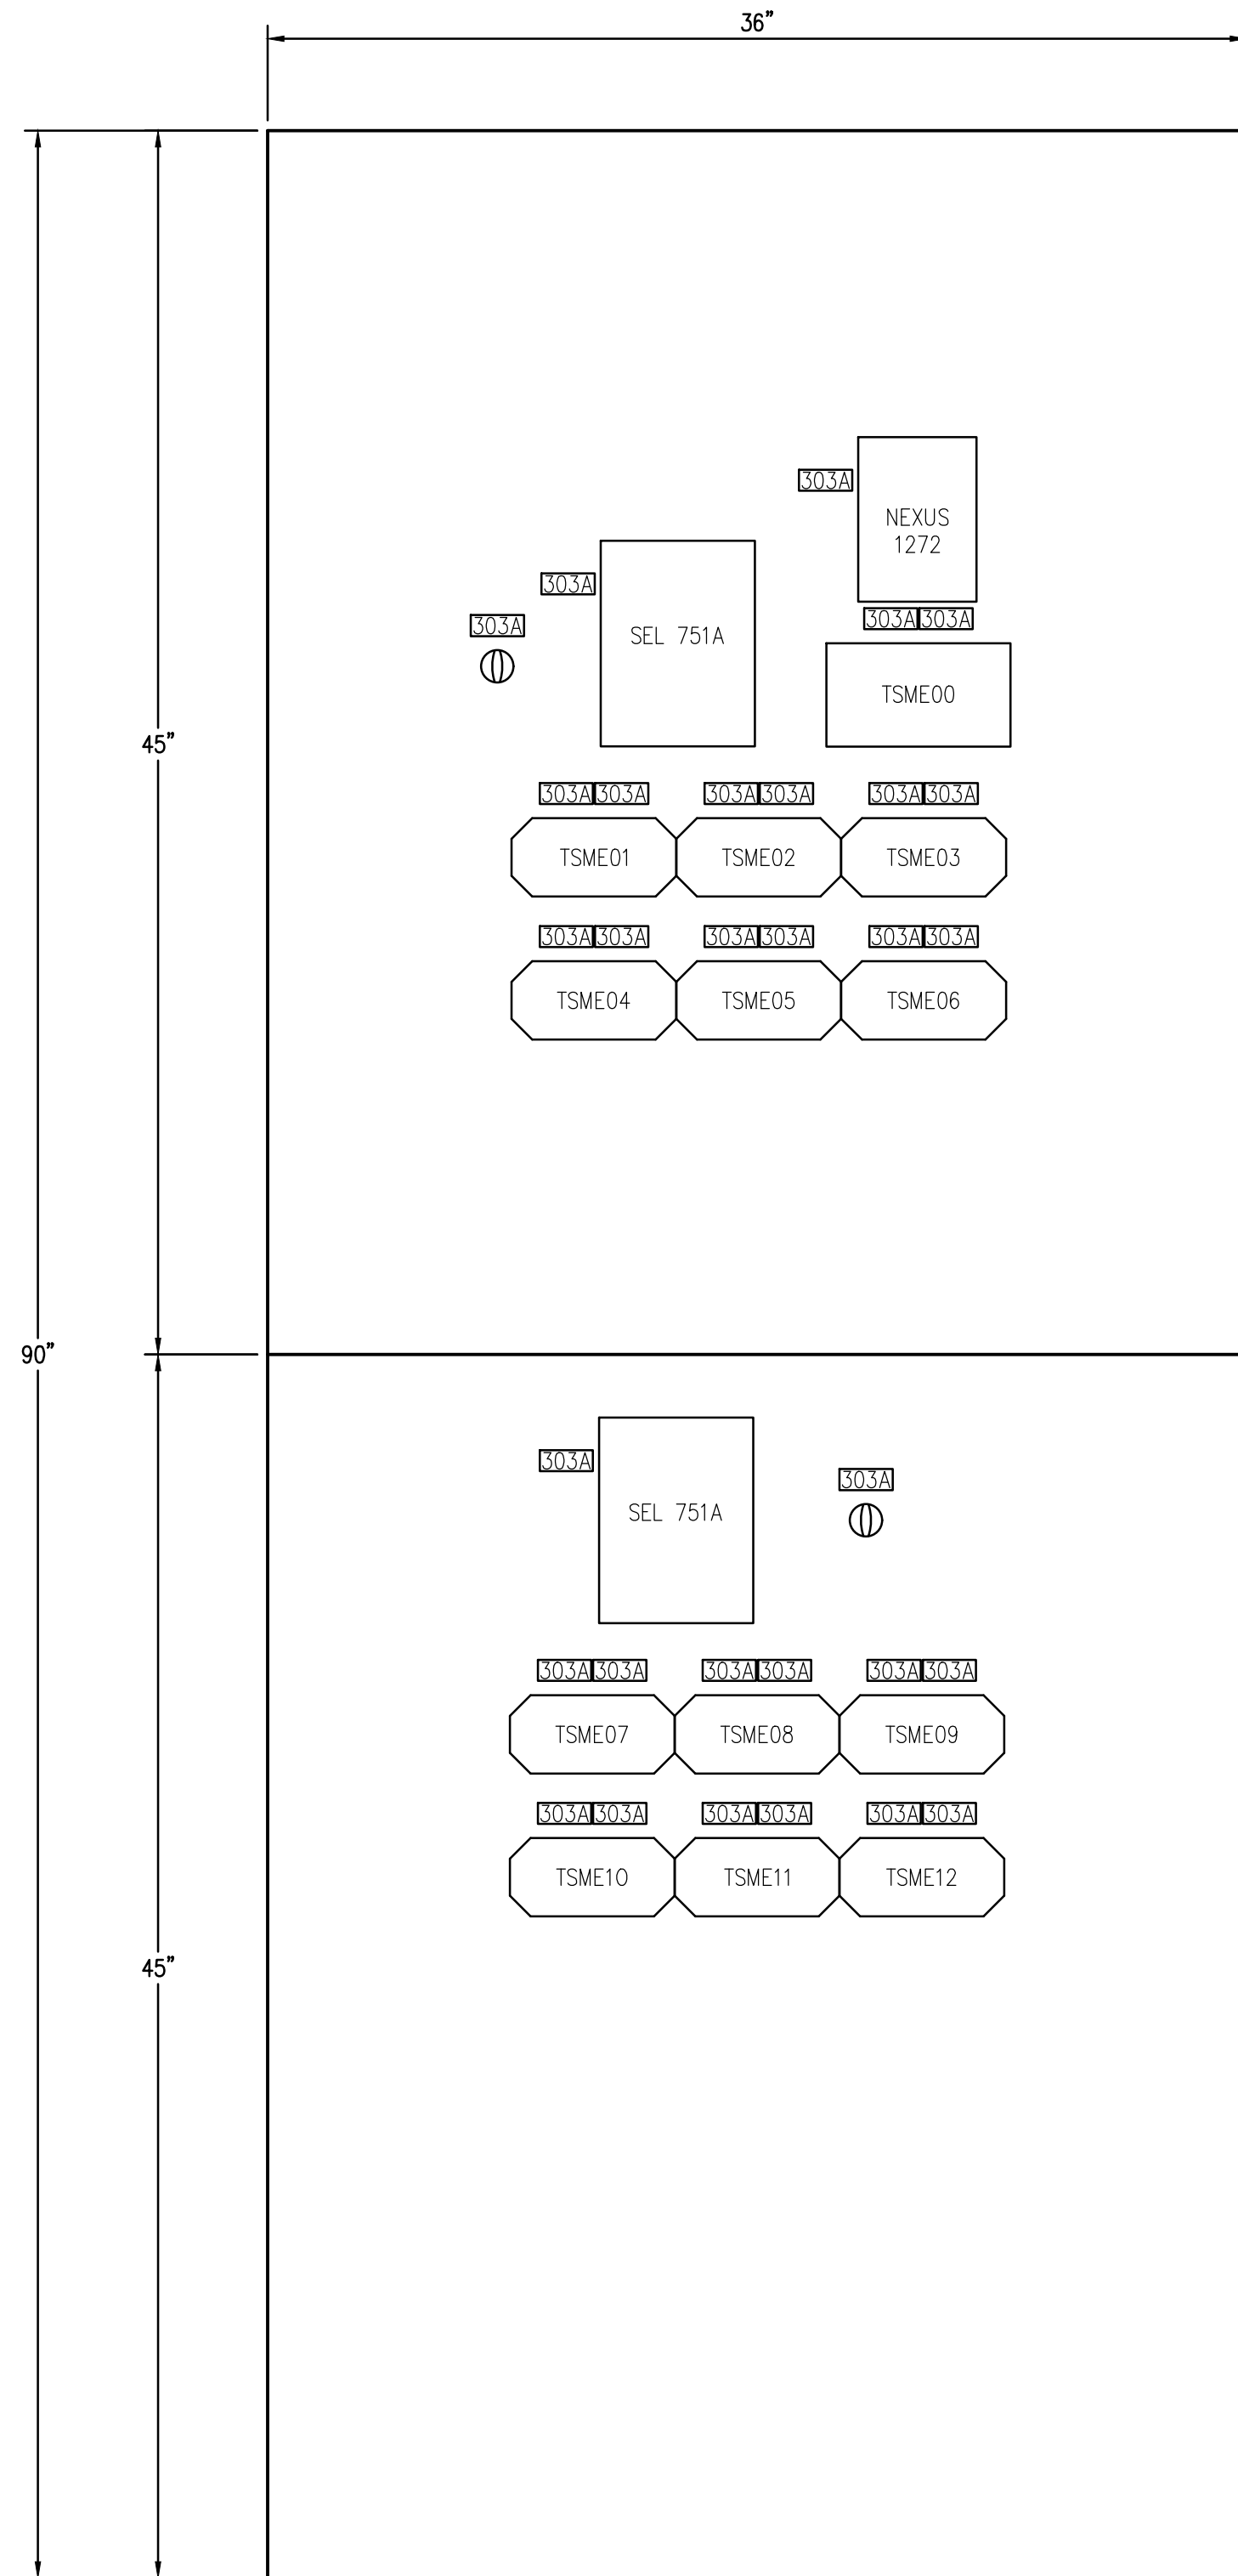 36"
303A
NEXUS
1272
303A
303A
303A 303A
SEL 751A
TSME00
45"
303A 303A 303A 303A 303A 303A
TSME01 TSME02 TSME03
303A 303A 303A 303A 303A 303A
TSME04 TSME05 TSME06
90"
303A
303A
SEL 751A
303A 303A 303A 303A 303A 303A
TSME07 TSME08 TSME09
303A 303A 303A 303A 303A 303A
TSME10 TSME11 TSME12
45"